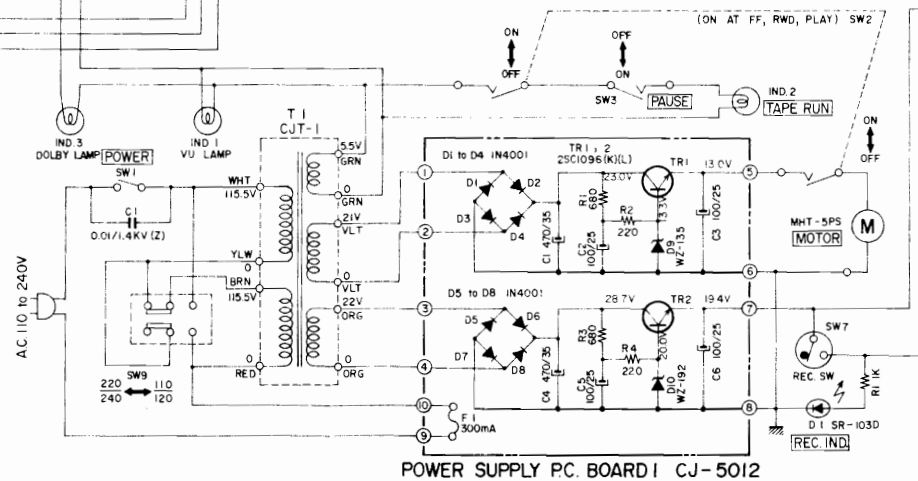 (ON AT FF, RWD, PLAY) SW2
ON
OFF
OFF
ON
SW3
PAUSE
IND.2
TAPE RUN
IND.3
DOLBY LAMP
IND 1
VU LAMP
T 1
CJT-1
POWER
SW1
C1
0.01/1.4KV(Z)
WHT
115.5V
YLW
0
BRN
115.5V
0
RED
5.5V
GRN
0
GRN
21V
VLT
0
VLT
22V
ORG
0
ORG
A.C. 110 to 240V
SW9
220
240
110
120
D1 to D4 1N4001
D1
D2
D3
D4
TR1, 2
2SC1096(K)(L)
23.0V
TR1
13.0V
R1
680
R2
220
13.3V
C1 470/35
C2
100/25
D9
WZ-135
C3
100/25
1
2
5
6
ON
OFF
MHT-5PS
MOTOR
M
D5 to D8 1N4001
D5
D6
D7
D8
28.7V
TR2
19.4V
R3
680
R4
220
20.0V
C4 470/35
C5
100/25
D10
WZ-192
C6
100/25
3
4
7
8
10
9
F 1
300mA
SW7
REC. SW
R1 1K
D1 SR-103D
REC. IND.
POWER SUPPLY P.C. BOARD1 CJ-5012